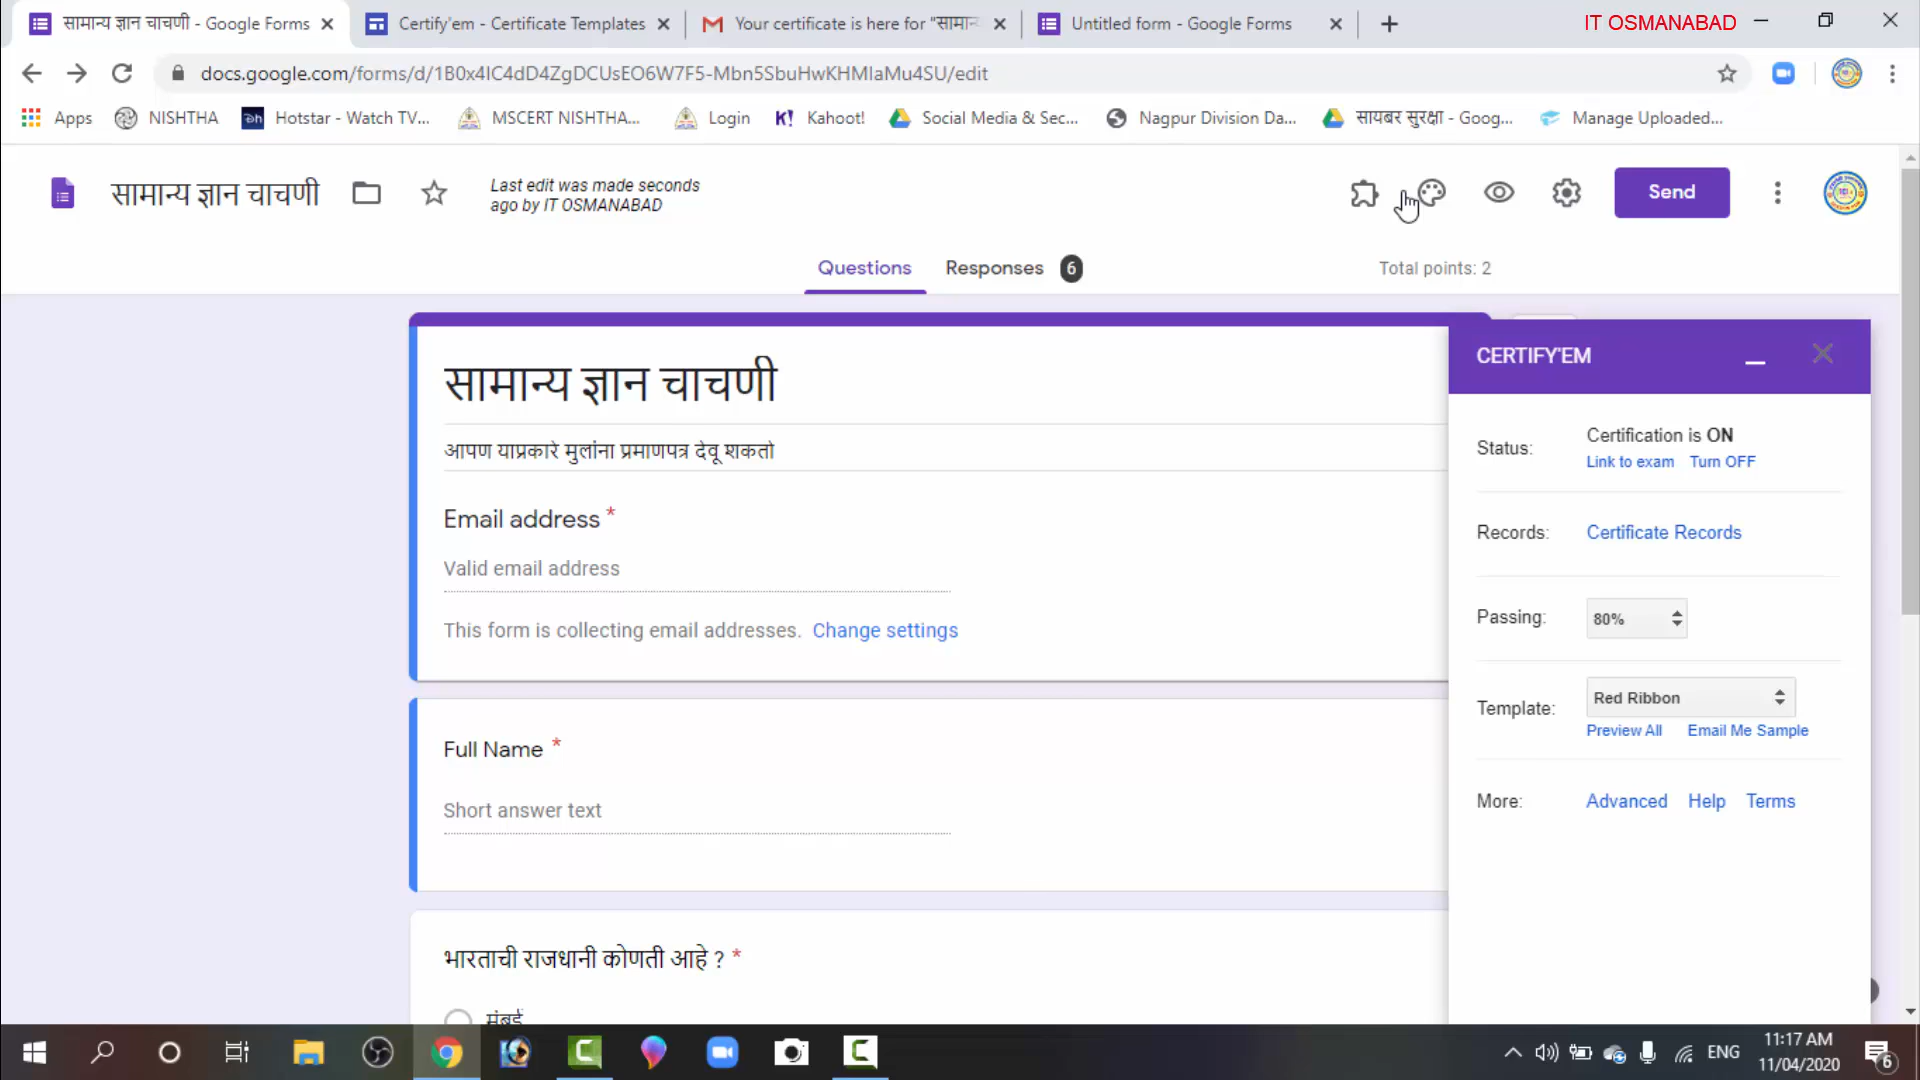 सामान्य ज्ञान चाचणी - Google Forms
Certify'em - Certificate Templates
Your certificate is here for "सामान
Untitled form - Google Forms
IT OSMANABAD
docs.google.com/forms/d/1B0x4IC4dD4ZgDCUsEO6W7F5-Mbn5SbuHwKHMIaMu4SU/edit
Apps
NISHTHA
Hotstar - Watch TV...
MSCERT NISHTHA...
Login
Kahoot!
Social Media & Sec...
Nagpur Division Da...
सायबर सुरक्षा - Goog...
Manage Uploaded...
सामान्य ज्ञान चाचणी
Last edit was made seconds
ago by IT OSMANABAD
Send
Questions
Responses 6
Total points: 2
सामान्य ज्ञान चाचणी
आपण याप्रकारे मुलांना प्रमाणपत्र देवू शकतो
Email address *
Valid email address
This form is collecting email addresses. Change settings
Full Name *
Short answer text
भारताची राजधानी कोणती आहे ? *
मुंबई
CERTIFY'EM
Status:
Certification is ON
Link to exam Turn OFF
Records: Certificate Records
Passing: 80%
Template: Red Ribbon
Preview All Email Me Sample
More: Advanced Help Terms
ENG
11:17 AM
11/04/2020
6